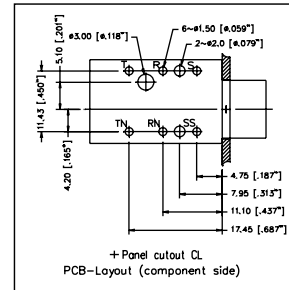 ø3.00 [ø.118"]
6-ø1.50 [ø.059"]
2-ø2.0 [ø.079"]
5.10 [.201"]
11.43 [.450"]
4.20 [.165"]
T R S
TN RN SS
4.75 [.187"]
7.95 [.313"]
11.10 [.437"]
17.45 [.687"]
+ Panel cutout CL
PCB-Layout (component side)